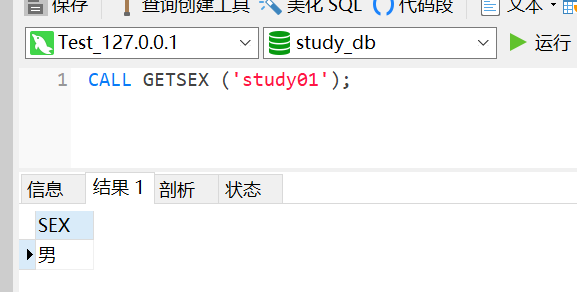 保存 查询创建工具 美化 SQL 代码段 文本
Test_127.0.0.1 study_db 运行
1 CALL GETSEX ('study01');
信息 结果 1 剖析 状态
SEX
男